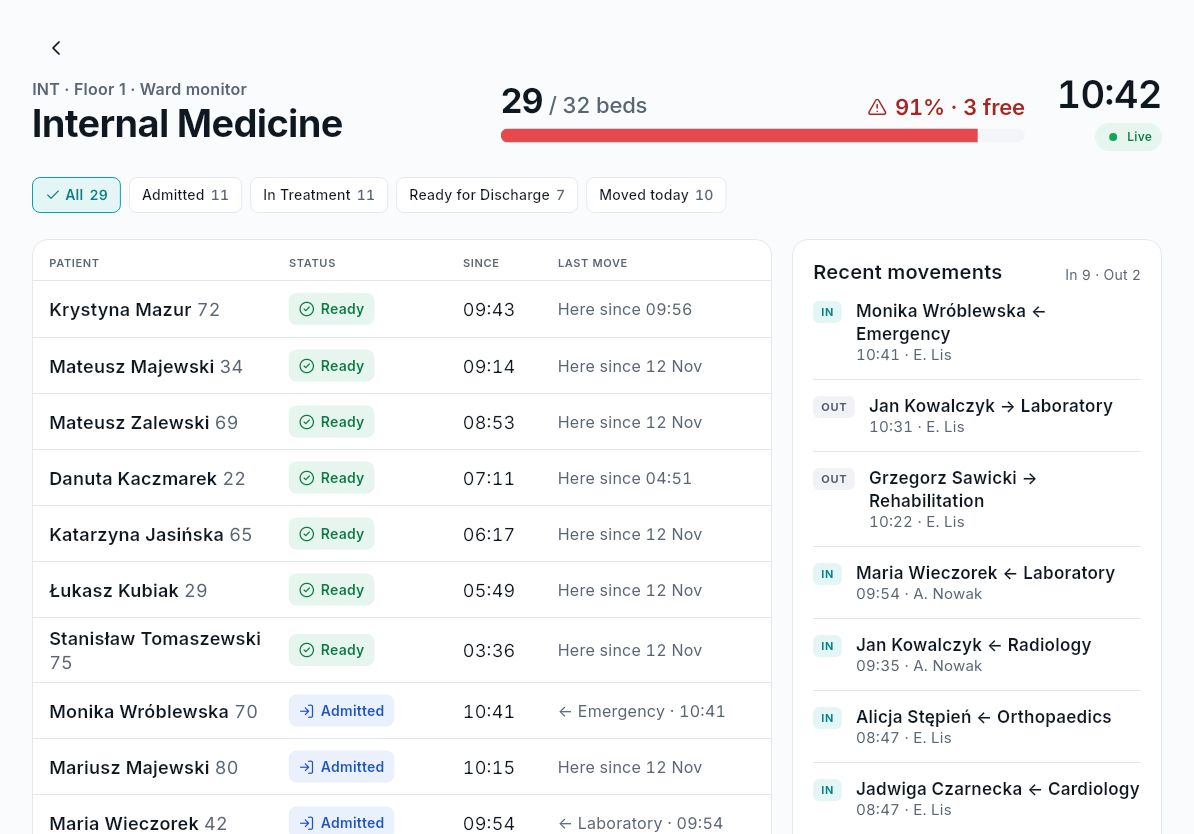 INT · Floor 1 · Ward monitor
Internal Medicine
29 / 32 beds
91% · 3 free
10:42
Live
All 29
Admitted 11
In Treatment 11
Ready for Discharge 7
Moved today 10
PATIENT STATUS SINCE LAST MOVE
Krystyna Mazur 72 Ready 09:43 Here since 09:56
Mateusz Majewski 34 Ready 09:14 Here since 12 Nov
Mateusz Zalewski 69 Ready 08:53 Here since 12 Nov
Danuta Kaczmarek 22 Ready 07:11 Here since 04:51
Katarzyna Jasińska 65 Ready 06:17 Here since 12 Nov
Łukasz Kubiak 29 Ready 05:49 Here since 12 Nov
Stanisław Tomaszewski
75 Ready 03:36 Here since 12 Nov
Monika Wróblewska 70 Admitted 10:41 ← Emergency · 10:41
Mariusz Majewski 80 Admitted 10:15 Here since 12 Nov
Maria Wieczorek 42 Admitted 09:54 ← Laboratory · 09:54
Recent movements In 9 · Out 2
IN Monika Wróblewska ←
Emergency
10:41 · E. Lis
OUT Jan Kowalczyk → Laboratory
10:31 · E. Lis
OUT Grzegorz Sawicki →
Rehabilitation
10:22 · E. Lis
IN Maria Wieczorek ← Laboratory
09:54 · A. Nowak
IN Jan Kowalczyk ← Radiology
09:35 · A. Nowak
IN Alicja Stępień ← Orthopaedics
08:47 · E. Lis
IN Jadwiga Czarnecka ← Cardiology
08:47 · E. Lis